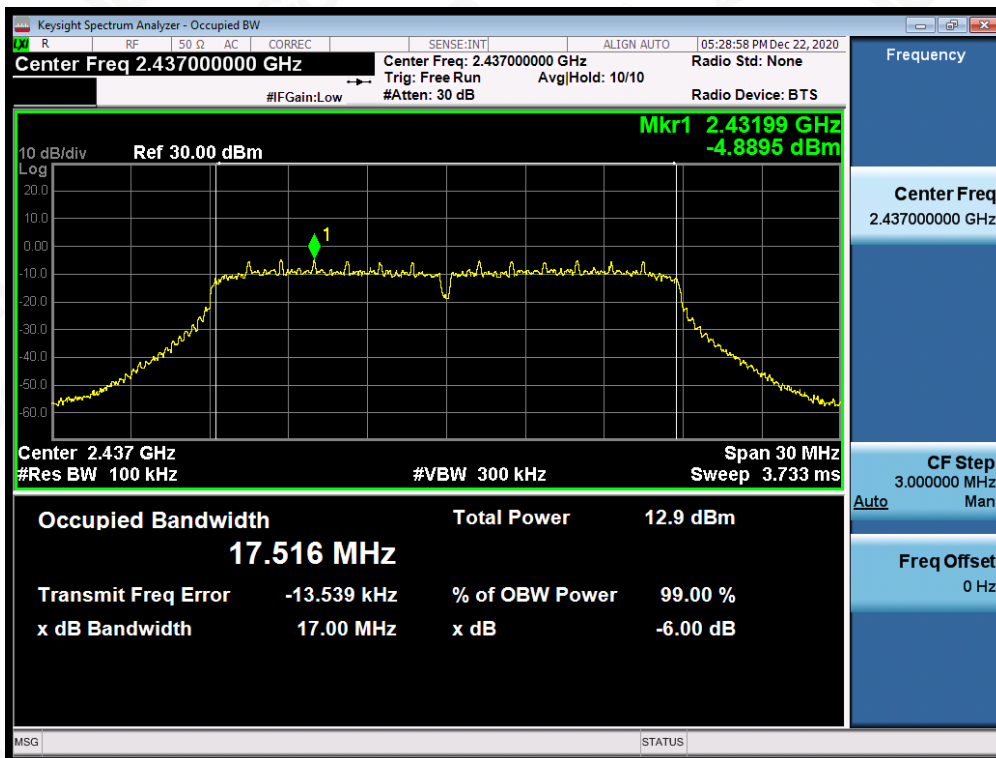 Keysight Spectrum Analyzer - Occupied BW
LXI R RF 50 Ω AC CORREC SENSE:INT ALIGN AUTO 05:28:58 PM Dec 22, 2020
Center Freq 2.437000000 GHz
Center Freq: 2.437000000 GHz
Radio Std: None
Trig: Free Run
Avg|Hold: 10/10
#IFGain:Low
#Atten: 30 dB
Radio Device: BTS
Mkr1 2.43199 GHz
-4.8895 dBm
10 dB/div Ref 30.00 dBm
Log
20.0
10.0
0.00
-10.0
-20.0
-30.0
-40.0
-50.0
-60.0
1
Center 2.437 GHz
Span 30 MHz
#Res BW 100 kHz
#VBW 300 kHz
Sweep 3.733 ms
Occupied Bandwidth
Total Power 12.9 dBm
17.516 MHz
Transmit Freq Error -13.539 kHz
% of OBW Power 99.00 %
x dB Bandwidth 17.00 MHz
x dB -6.00 dB
Frequency
Center Freq
2.437000000 GHz
CF Step
3.000000 MHz
Auto Man
Freq Offset
0 Hz
MSG
STATUS